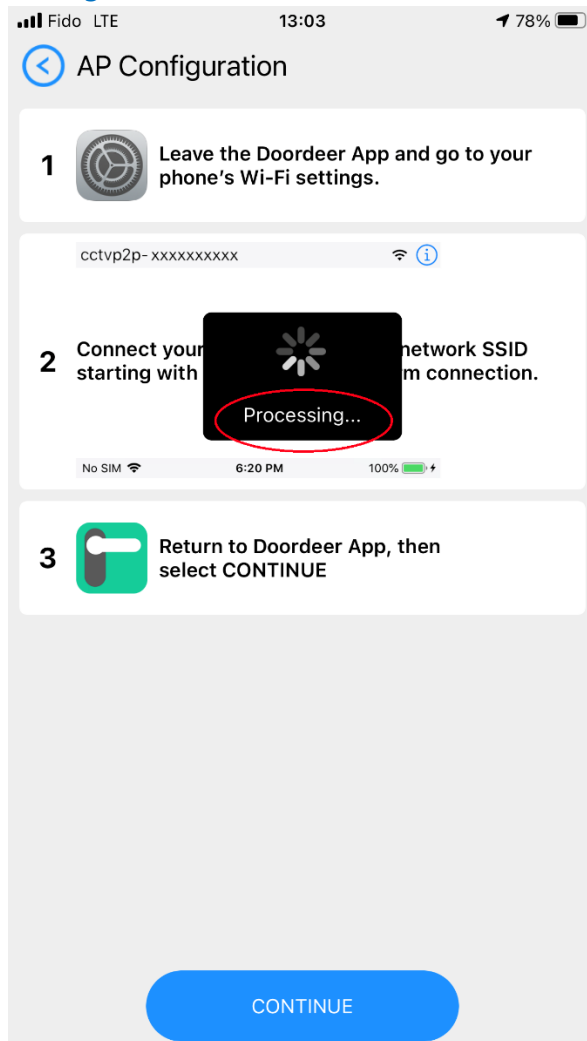 Fido LTE 13:03 78%
AP Configuration
1 Leave the Doordeer App and go to your
phone's Wi-Fi settings.
cctvp2p- xxxxxxxxxx
2 Connect your network SSID
starting with m connection.
Processing...
No SIM 6:20 PM 100%
3 Return to Doordeer App, then
select CONTINUE
CONTINUE